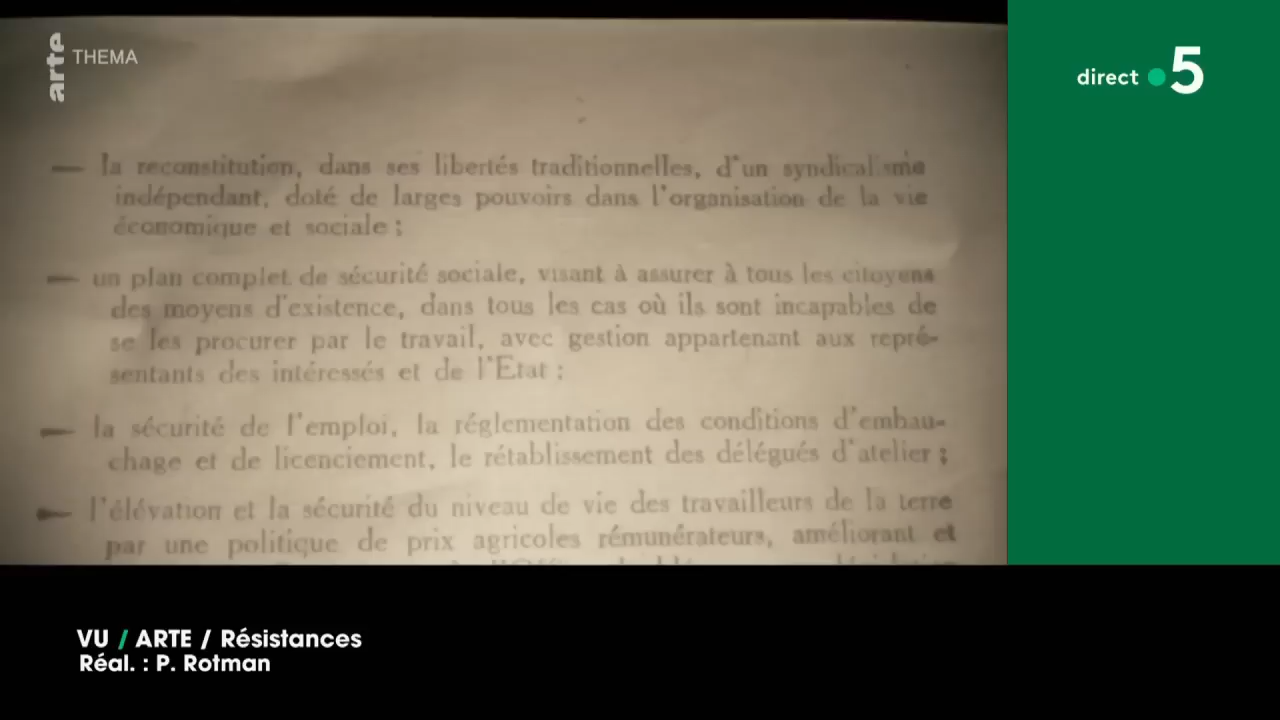 arte THEMA
direct 5
— la reconstitution, dans ses libertés traditionnelles, d'un syndicalisme
indépendant, doté de larges pouvoirs dans l'organisation de la vie
économique et sociale ;
— un plan complet de sécurité sociale, visant à assurer à tous les citoyens
des moyens d'existence, dans tous les cas où ils sont incapables de
se les procurer par le travail, avec gestion appartenant aux repré-
sentants des intéressés et de l'Etat ;
— la sécurité de l'emploi, la réglementation des conditions d'embau-
chage et de licenciement, le rétablissement des délégués d'atelier ;
— l'élévation et la sécurité du niveau de vie des travailleurs de la terre
par une politique de prix agricoles rémunérateurs, améliorant et
VU / ARTE / Résistances
Réal. : P. Rotman